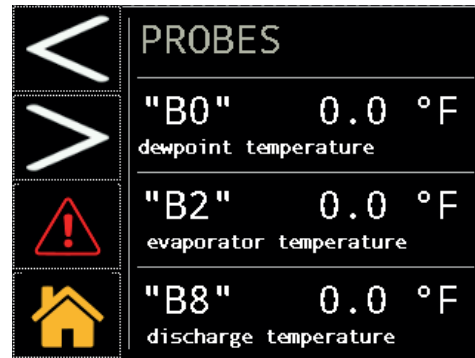 PROBES
"B0" 0.0 °F
dewpoint temperature
"B2" 0.0 °F
evaporator temperature
"B8" 0.0 °F
discharge temperature